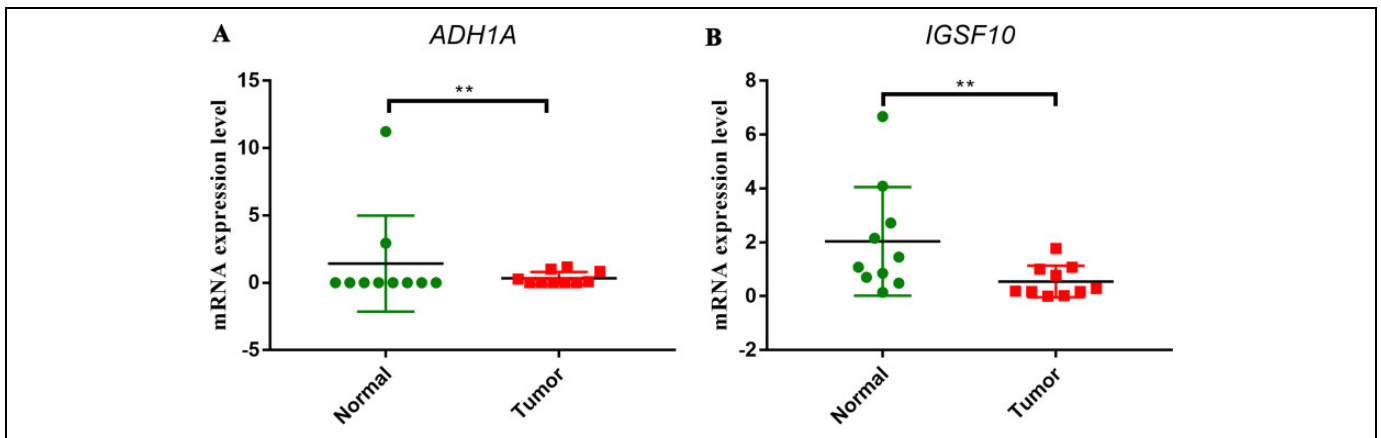 A
ADH1A
mRNA expression level
15
10
5
0
-5
**
Normal
Tumor
B
IGSF10
mRNA expression level
8
6
4
2
0
-2
**
Normal
Tumor